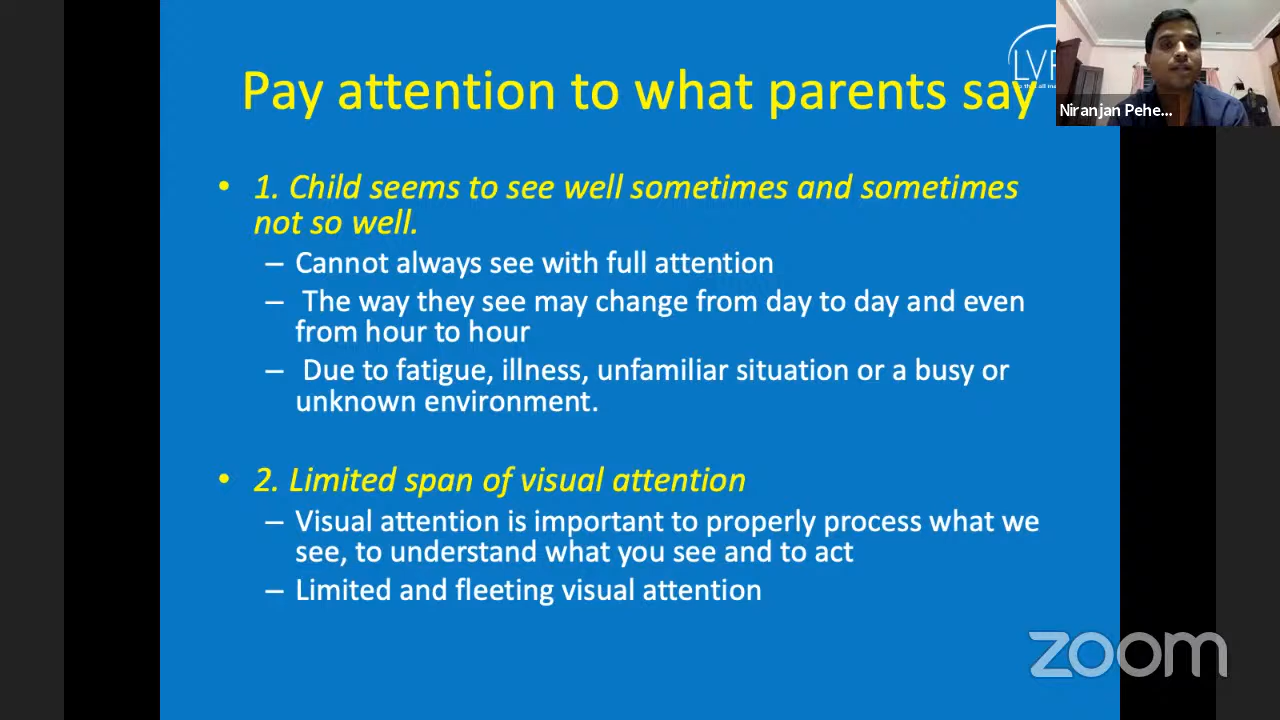 Pay attention to what parents say
LVP
Niranjan Pehe...
• 1. Child seems to see well sometimes and sometimes
not so well.
– Cannot always see with full attention
– The way they see may change from day to day and even
from hour to hour
– Due to fatigue, illness, unfamiliar situation or a busy or
unknown environment.
• 2. Limited span of visual attention
– Visual attention is important to properly process what we
see, to understand what you see and to act
– Limited and fleeting visual attention
zoom